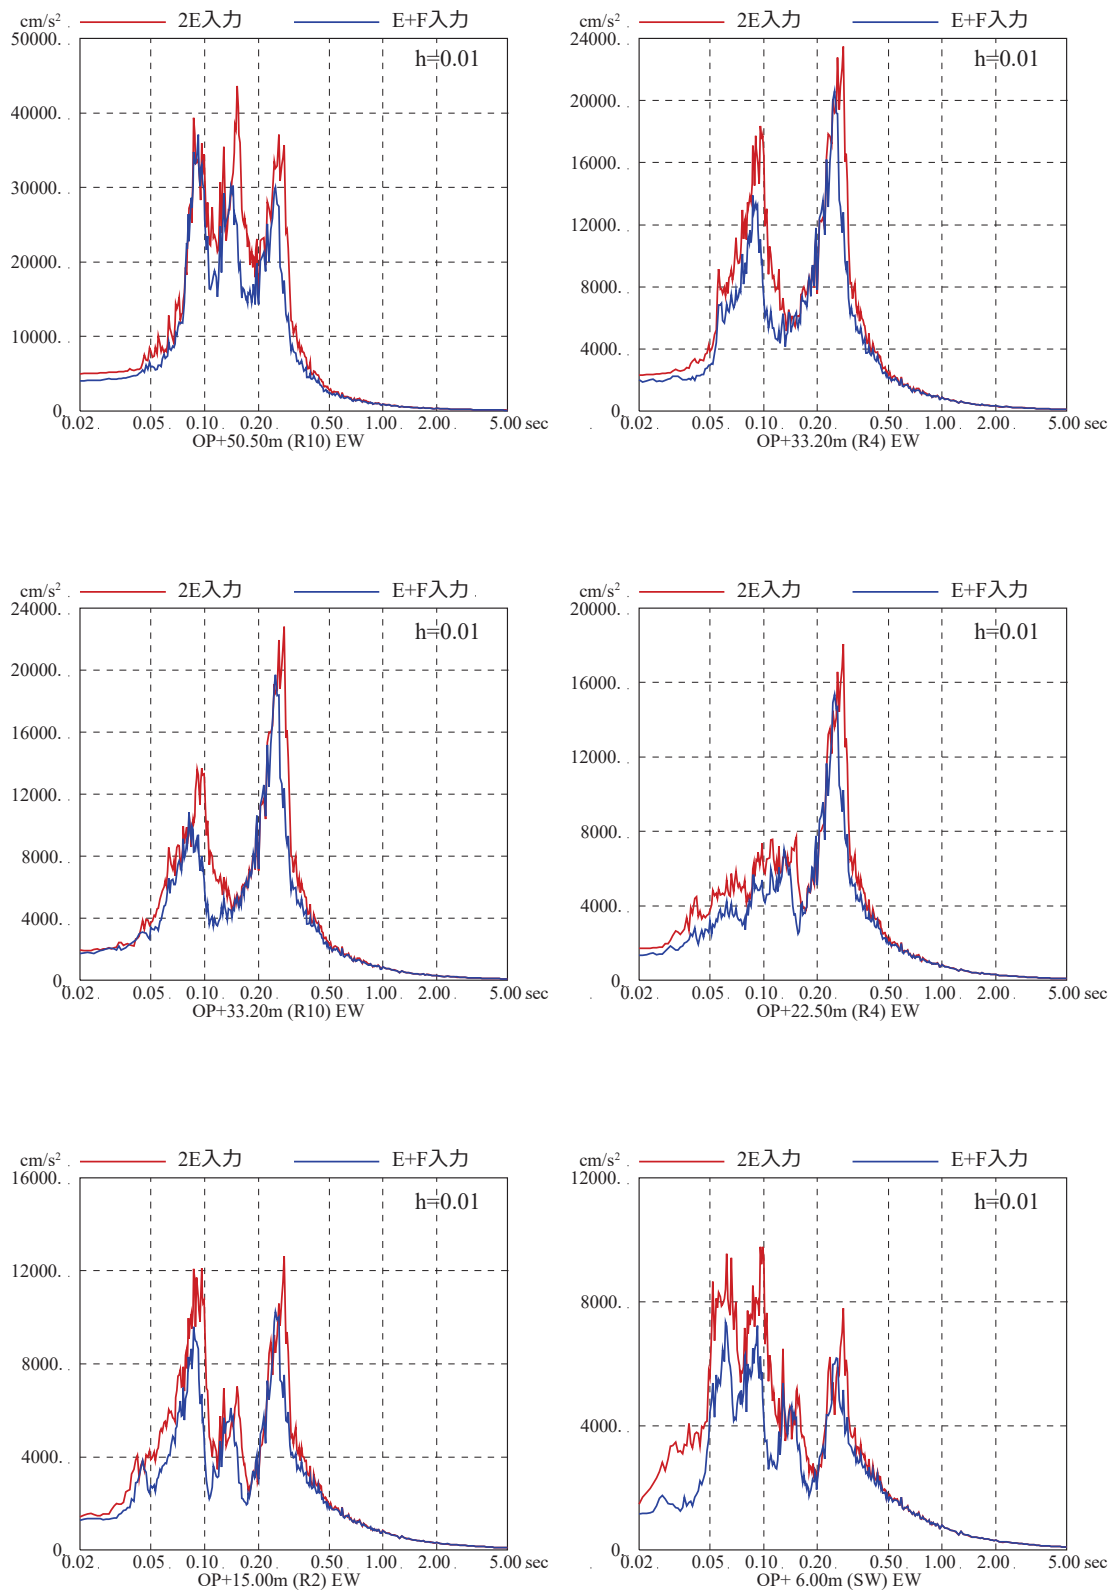 cm/s² 2E入力 E+F入力
50000.
h=0.01
40000.
30000.
20000.
10000.
0.
0.02 0.05 0.10 0.20 0.50 1.00 2.00 5.00 sec
OP+50.50m (R10) EW
cm/s² 2E入力 E+F入力
24000.
h=0.01
20000.
16000.
12000.
8000.
4000.
0.
0.02 0.05 0.10 0.20 0.50 1.00 2.00 5.00 sec
OP+33.20m (R4) EW
cm/s² 2E入力 E+F入力
24000.
h=0.01
20000.
16000.
12000.
8000.
4000.
0.
0.02 0.05 0.10 0.20 0.50 1.00 2.00 5.00 sec
OP+33.20m (R10) EW
cm/s² 2E入力 E+F入力
20000.
h=0.01
16000.
12000.
8000.
4000.
0.
0.02 0.05 0.10 0.20 0.50 1.00 2.00 5.00 sec
OP+22.50m (R4) EW
cm/s² 2E入力 E+F入力
16000.
h=0.01
12000.
8000.
4000.
0.
0.02 0.05 0.10 0.20 0.50 1.00 2.00 5.00 sec
OP+15.00m (R2) EW
cm/s² 2E入力 E+F入力
12000.
h=0.01
8000.
4000.
0.
0.02 0.05 0.10 0.20 0.50 1.00 2.00 5.00 sec
OP+ 6.00m (SW) EW